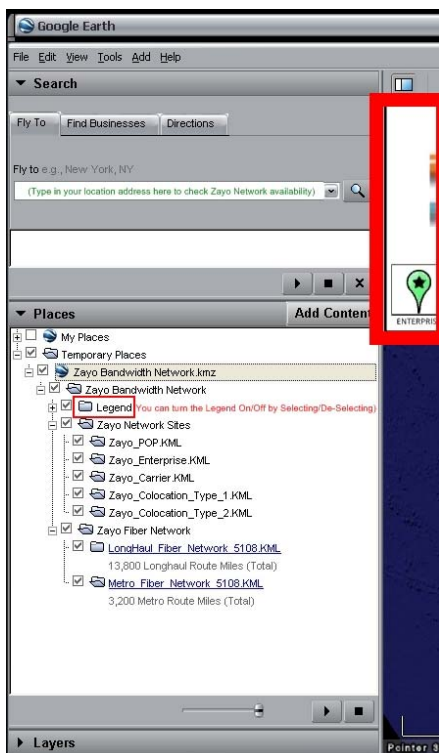 Google Earth
File Edit View Tools Add Help
Search
Fly To Find Businesses Directions
Fly to e.g., New York, NY
(Type in your location address here to check Zayo Network availability)
Places Add Content
My Places
Temporary Places
Zayo Bandwidth Network.kmz
Zayo Bandwidth Network
Legend You can turn the Legend On/Off by Selecting/De-Selecting)
Zayo Network Sites
Zayo_POP.KML
Zayo_Enterprise.KML
Zayo_Carrier.KML
Zayo_Colocation_Type_1.KML
Zayo_Colocation_Type_2.KML
Zayo Fiber Network
LongHaul_Fiber_Network_5108.KML
13,800 Longhaul Route Miles (Total)
Metro_Fiber_Network_5108.KML
3,200 Metro Route Miles (Total)
Layers
ENTERPRIS
Pointer 3